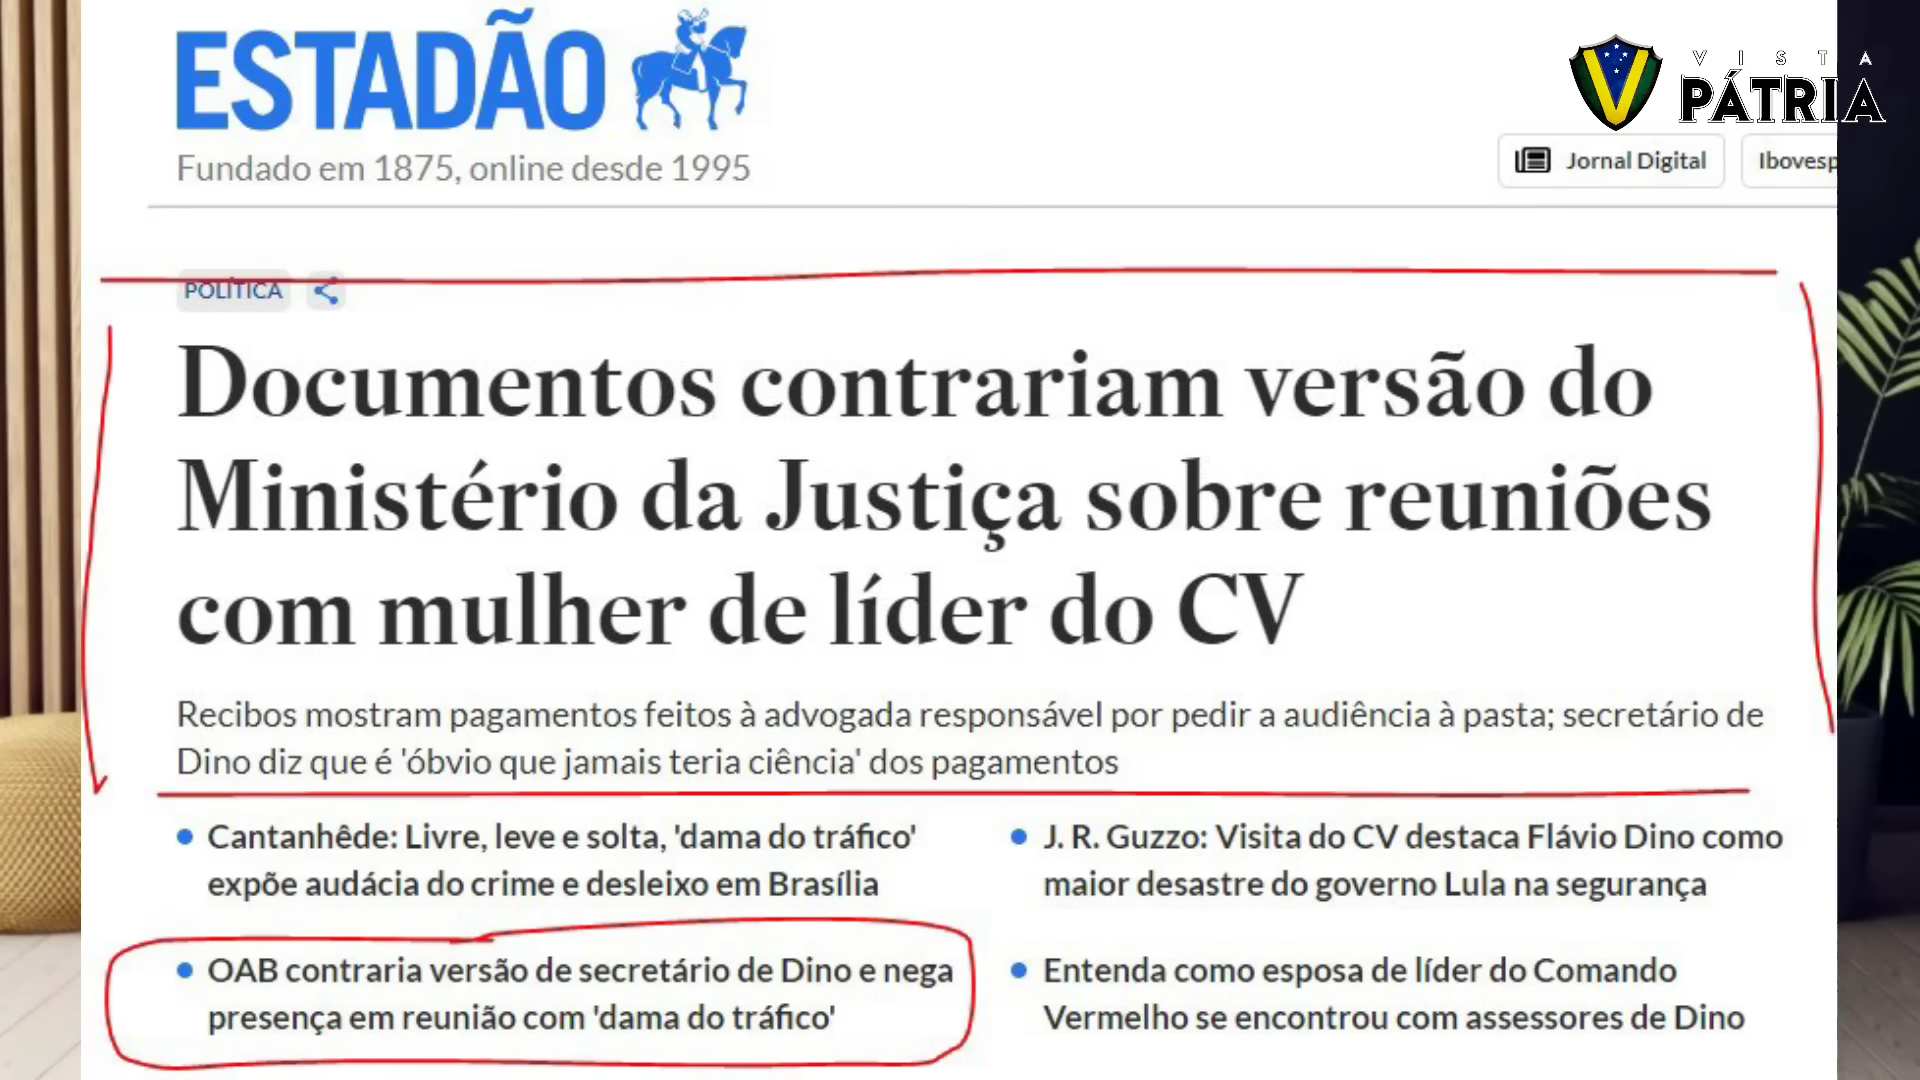 ESTADÃO
Fundado em 1875, online desde 1995
VISTA
PÁTRIA
Jornal Digital
Ibovesp
POLÍTICA
Documentos contrariam versão do
Ministério da Justiça sobre reuniões
com mulher de líder do CV
Recibos mostram pagamentos feitos à advogada responsável por pedir a audiência à pasta; secretário de
Dino diz que é 'óbvio que jamais teria ciência' dos pagamentos
Cantanhêde: Livre, leve e solta, 'dama do tráfico'
expõe audácia do crime e desleixo em Brasília
J. R. Guzzo: Visita do CV destaca Flávio Dino como
maior desastre do governo Lula na segurança
OAB contraria versão de secretário de Dino e nega
presença em reunião com 'dama do tráfico'
Entenda como esposa de líder do Comando
Vermelho se encontrou com assessores de Dino